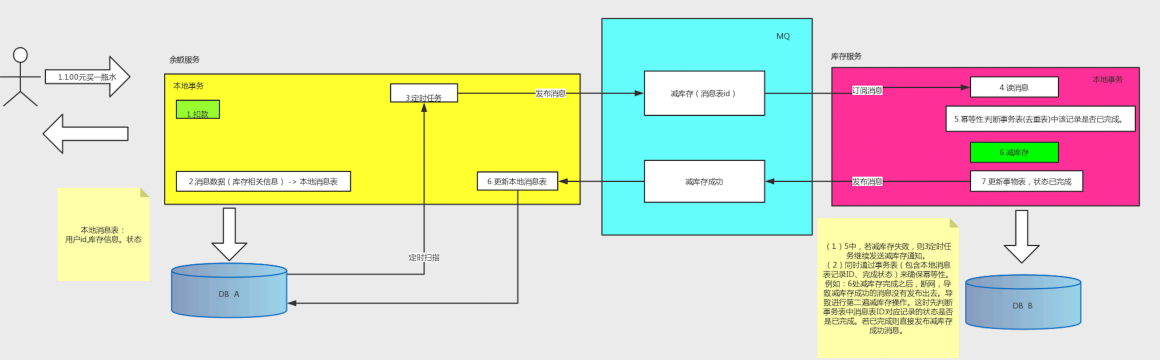 1.100元买一瓶水
余额服务
本地事务
1.扣款
3.定时任务
2.消息数据（库存相关信息）-> 本地消息表
6.更新本地消息表
发布消息
MQ
减库存（消息表id）
减库存成功
库存服务
本地事务
订阅消息
4.读消息
5.幂等性.判断事务表(去重表)中该记录是否已完成。
6.减库存
7.更新事物表，状态已完成
发布消息
定时扫描
DB A
DB B
本地消息表：
用户id,库存信息。状态
（1）5中，若减库存失败，则3定时任
务继续发送减库存通知。
（2）同时通过事务表（包含本地消息
表记录ID、完成状态）来确保幂等性。
例如：6处减库存完成之后，断网，导
致减库存成功的消息没有发布出去。导
致进行第二遍减库存操作。这时先判断
事务表中消息表ID对应记录的状态是否
是已完成。若已完成则直接发布减库存
成功消息。